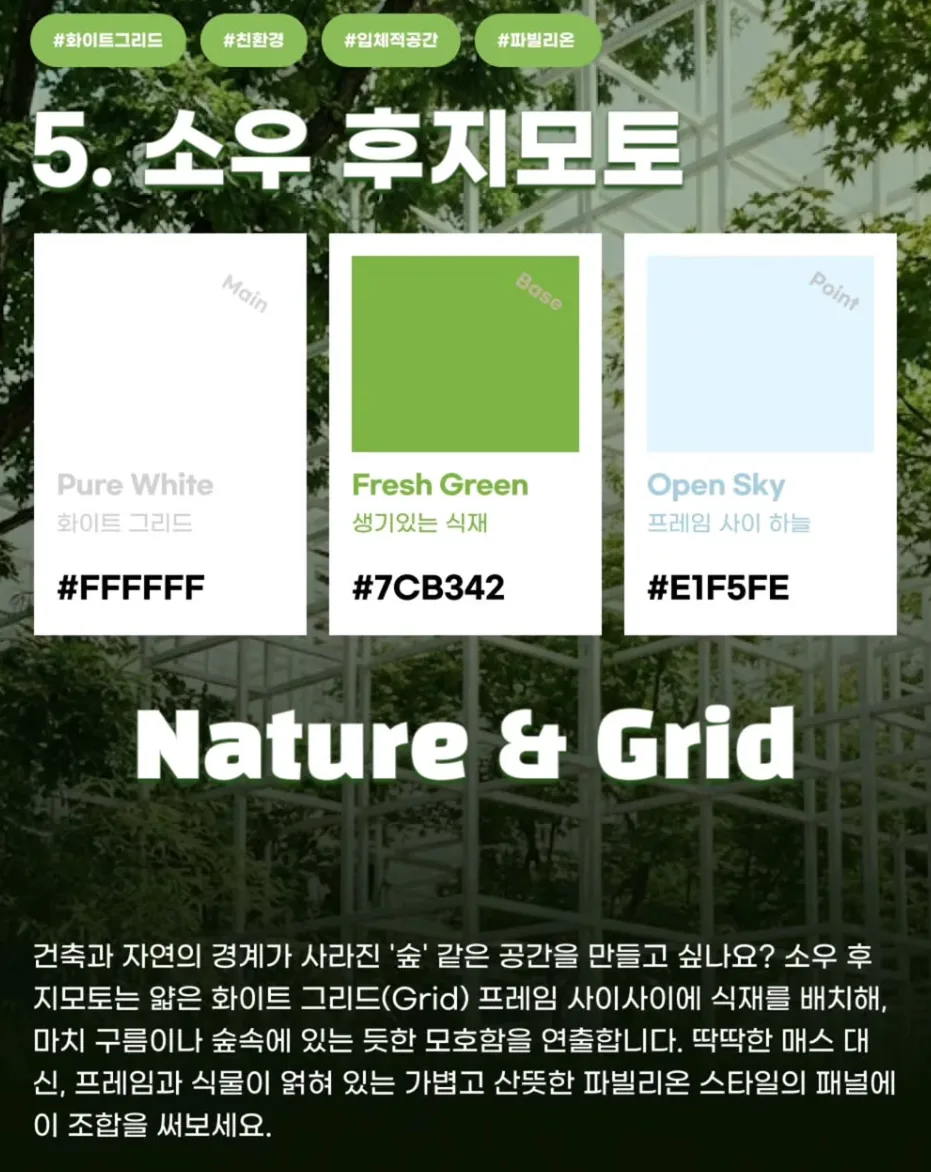 #화이트그리드 #친환경 #입체적공간 #파빌리온
5. 소우 후지모토
Main
Pure White
화이트 그리드
#FFFFFF
Base
Fresh Green
생기있는 식재
#7CB342
Point
Open Sky
프레임 사이 하늘
#E1F5FE
Nature & Grid
건축과 자연의 경계가 사라진 '숲' 같은 공간을 만들고 싶나요? 소우 후
지모토는 얇은 화이트 그리드(Grid) 프레임 사이사이에 식재를 배치해,
마치 구름이나 숲속에 있는 듯한 모호함을 연출합니다. 딱딱한 매스 대
신, 프레임과 식물이 얽혀 있는 가볍고 산뜻한 파빌리온 스타일의 패널에
이 조합을 써보세요.